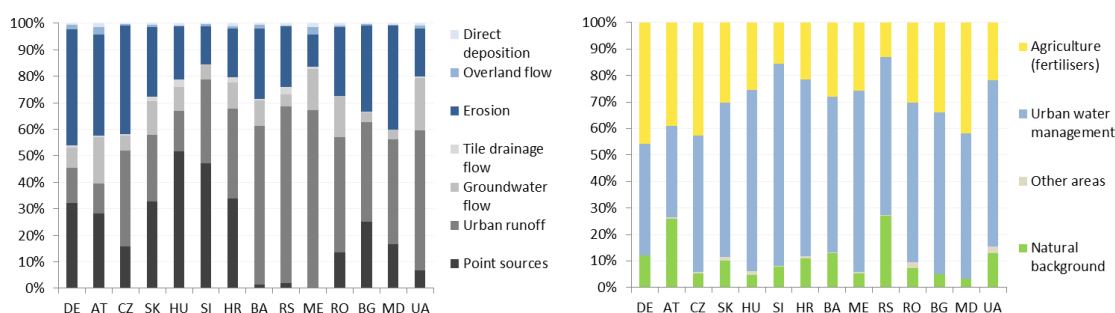 100%
90%
80%
70%
60%
50%
40%
30%
20%
10%
0%
DE AT CZ SK HU SI HR BA RS ME RO BG MD UA
Direct
deposition
Overland flow
Erosion
Tile drainage
flow
Groundwater
flow
Urban runoff
Point sources
100%
90%
80%
70%
60%
50%
40%
30%
20%
10%
0%
DE AT CZ SK HU SI HR BA ME RS RO BG MD UA
Agriculture
(fertilisers)
Urban water
management
Other areas
Natural
background